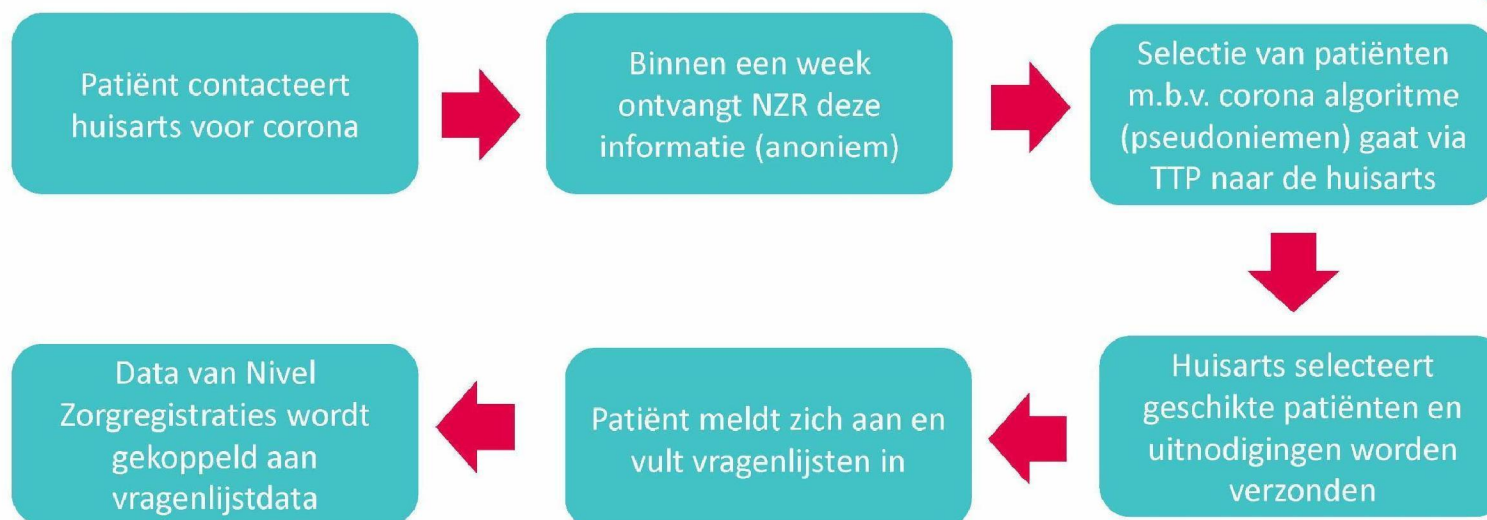 Patiënt contacteert
huisarts voor corona
Binnen een week
ontvangt NZR deze
informatie (anoniem)
Selectie van patiënten
m.b.v. corona algoritme
(pseudoniemen) gaat via
TTP naar de huisarts
Huisarts selecteert
geschikte patiënten en
uitnodigingen worden
verzonden
Patiënt meldt zich aan en
vult vragenlijsten in
Data van Nivel
Zorgregistraties wordt
gekoppeld aan
vragenlijstdata